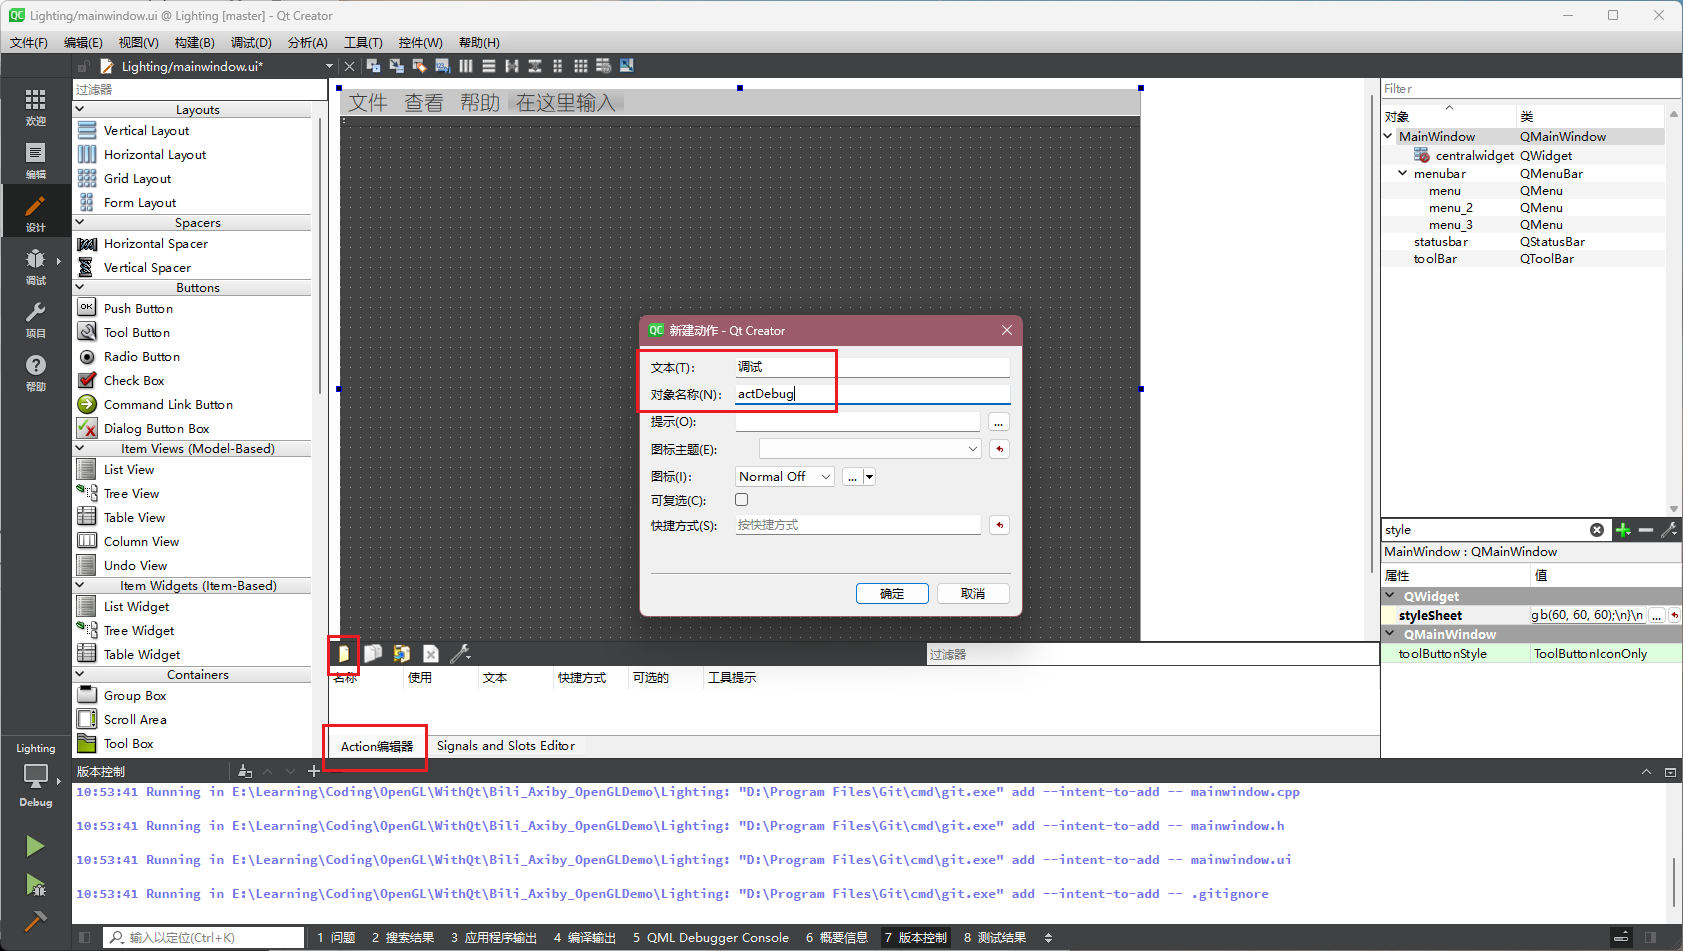 Lighting/mainwindow.ui @ Lighting [master] - Qt Creator
文件(F) 编辑(E) 视图(V) 构建(B) 调试(D) 分析(A) 工具(T) 控件(W) 帮助(H)
Lighting/mainwindow.ui*
欢迎
编辑
设计
调试
项目
帮助
Lighting
Debug
过滤器
Layouts
Vertical Layout
Horizontal Layout
Grid Layout
Form Layout
Spacers
Horizontal Spacer
Vertical Spacer
Buttons
Push Button
Tool Button
Radio Button
Check Box
Command Link Button
Dialog Button Box
Item Views (Model-Based)
List View
Tree View
Table View
Column View
Undo View
Item Widgets (Item-Based)
List Widget
Tree Widget
Table Widget
Containers
Group Box
Scroll Area
Tool Box
文件 查看 帮助 在这里输入
新建动作 - Qt Creator
文本(T): 调试
对象名称(N): actDebug
提示(O): ...
图标主题(E):
图标(I): Normal Off ...
可复选(C):
快捷方式(S): 按快捷方式
确定 取消
过滤器
名称 使用 文本 快捷方式 可选的 工具提示
Action编辑器 Signals and Slots Editor
Filter
对象 类
MainWindow QMainWindow
centralwidget QWidget
menubar QMenuBar
menu QMenu
menu_2 QMenu
menu_3 QMenu
statusbar QStatusBar
toolBar QToolBar
style
MainWindow : QMainWindow
属性 值
QWidget
styleSheet gb(60, 60, 60);\n}\n ...
QMainWindow
toolButtonStyle ToolButtonIconOnly
版本控制
10:53:41 Running in E:\Learning\Coding\OpenGL\WithQt\Bili_Axiby_OpenGLDemo\Lighting: "D:\Program Files\Git\cmd\git.exe" add --intent-to-add -- mainwindow.cpp
10:53:41 Running in E:\Learning\Coding\OpenGL\WithQt\Bili_Axiby_OpenGLDemo\Lighting: "D:\Program Files\Git\cmd\git.exe" add --intent-to-add -- mainwindow.h
10:53:41 Running in E:\Learning\Coding\OpenGL\WithQt\Bili_Axiby_OpenGLDemo\Lighting: "D:\Program Files\Git\cmd\git.exe" add --intent-to-add -- mainwindow.ui
10:53:41 Running in E:\Learning\Coding\OpenGL\WithQt\Bili_Axiby_OpenGLDemo\Lighting: "D:\Program Files\Git\cmd\git.exe" add --intent-to-add -- .gitignore
输入以定位(Ctrl+K) 1 问题 2 搜索结果 3 应用程序输出 4 编译输出 5 QML Debugger Console 6 概要信息 7 版本控制 8 测试结果